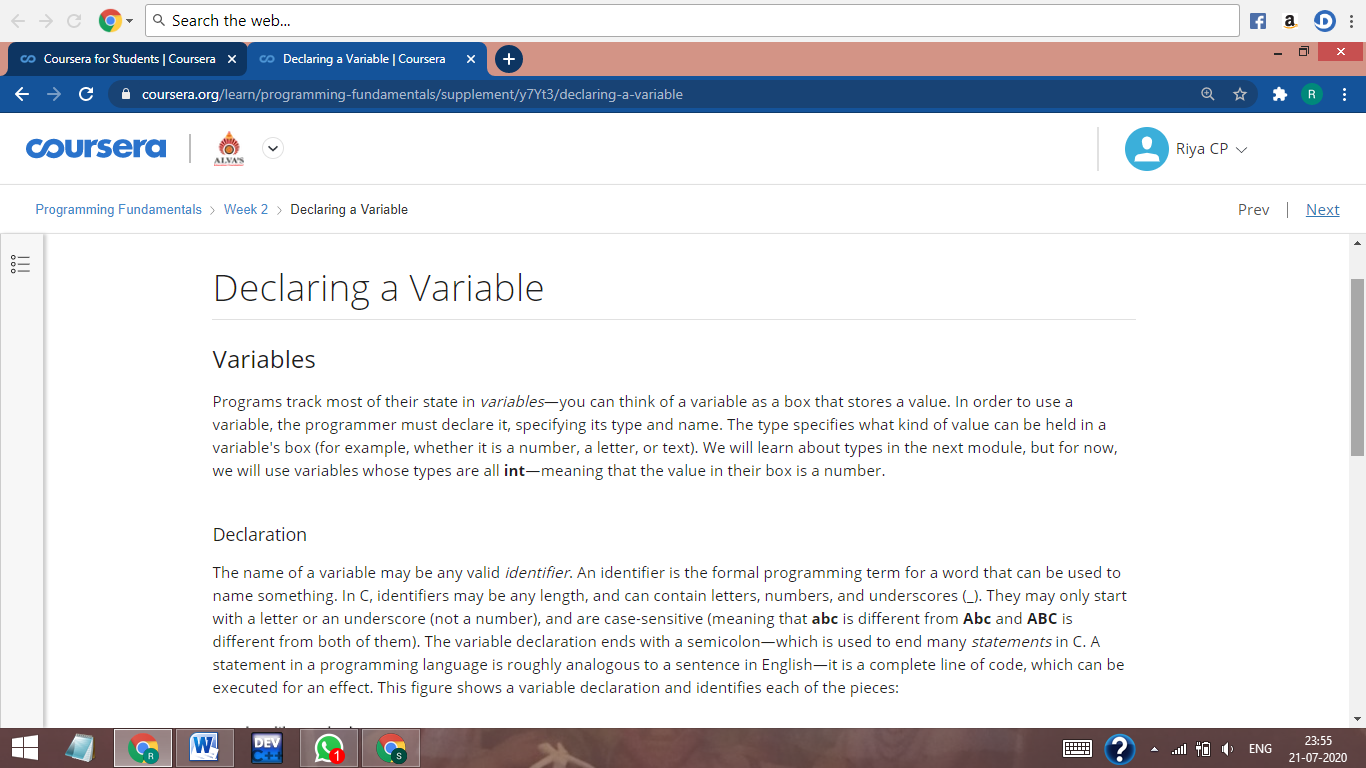 Search the web...
Coursera for Students | Coursera
Declaring a Variable | Coursera
coursera.org/learn/programming-fundamentals/supplement/y7Yt3/declaring-a-variable
R
coursera
ALVA'S
Riya CP
Programming Fundamentals > Week 2 > Declaring a Variable
Prev | Next
Declaring a Variable
Variables
Programs track most of their state in variables—you can think of a variable as a box that stores a value. In order to use a
variable, the programmer must declare it, specifying its type and name. The type specifies what kind of value can be held in a
variable's box (for example, whether it is a number, a letter, or text). We will learn about types in the next module, but for now,
we will use variables whose types are all int—meaning that the value in their box is a number.
Declaration
The name of a variable may be any valid identifier. An identifier is the formal programming term for a word that can be used to
name something. In C, identifiers may be any length, and can contain letters, numbers, and underscores (_). They may only start
with a letter or an underscore (not a number), and are case-sensitive (meaning that abc is different from Abc and ABC is
different from both of them). The variable declaration ends with a semicolon—which is used to end many statements in C. A
statement in a programming language is roughly analogous to a sentence in English—it is a complete line of code, which can be
executed for an effect. This figure shows a variable declaration and identifies each of the pieces:
R
W
DEV
C++
1
S
ENG
23:55
21-07-2020